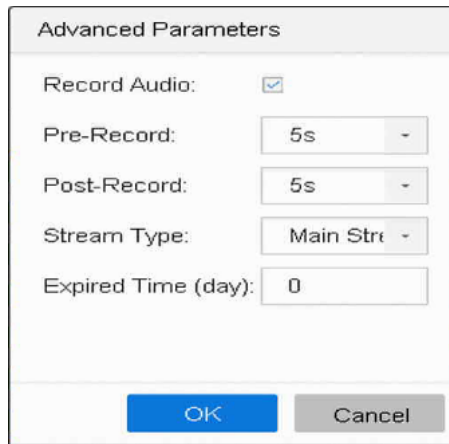 Advanced Parameters
Record Audio:
Pre-Record: 5s
Post-Record: 5s
Stream Type: Main Stre
Expired Time (day): 0
OK Cancel